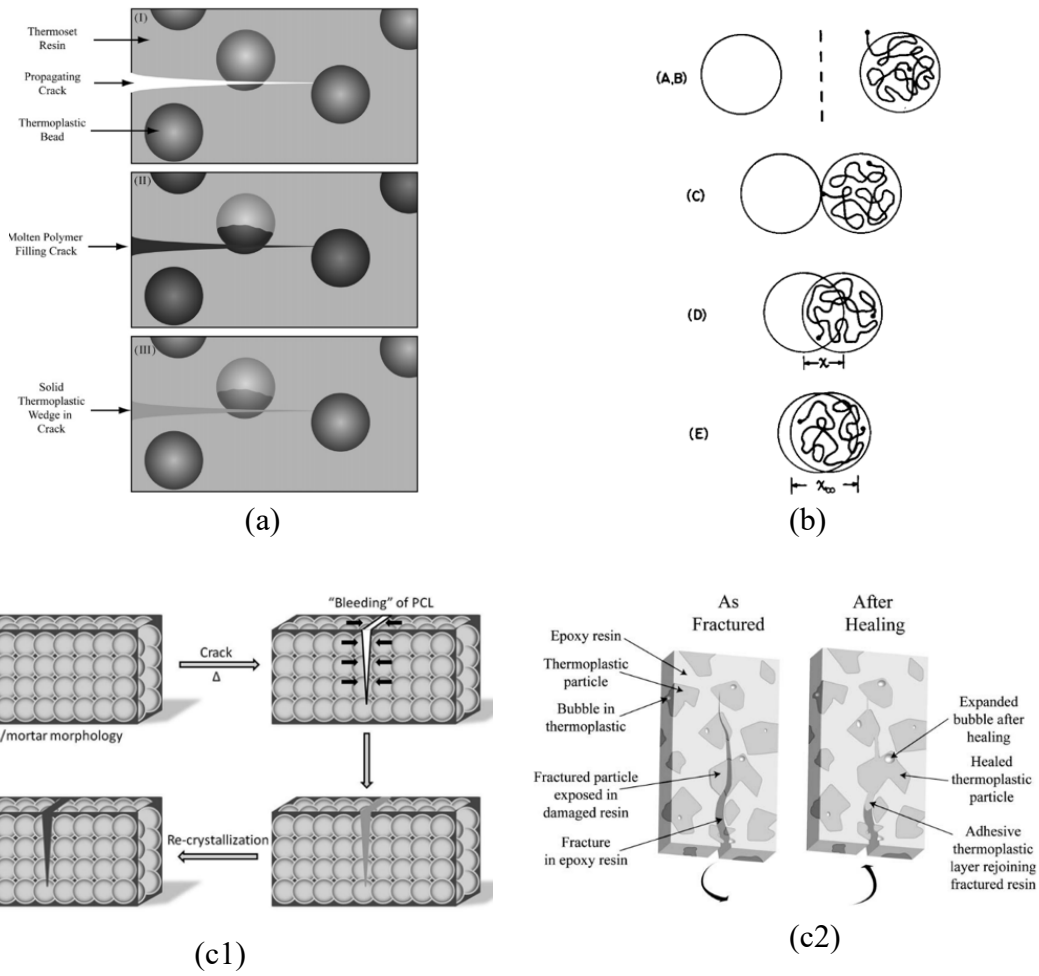 (I)
Thermoset
Resin
Propagating
Crack
Thermoplastic
Bead
(II)
Molten Polymer
Filling Crack
(III)
Solid
Thermoplastic
Wedge in
Crack
(a)
(A,B)
(C)
(D)
χ
(E)
χ∞
(b)
"Bleeding" of PCL
Crack
Δ
/mortar morphology
Re-crystallization
(c1)
As
Fractured
After
Healing
Epoxy resin
Thermoplastic
particle
Bubble in
thermoplastic
Fractured particle
exposed in
damaged resin
Fracture
in epoxy resin
Expanded
bubble after
healing
Healed
thermoplastic
particle
Adhesive
thermoplastic
layer rejoining
fractured resin
(c2)